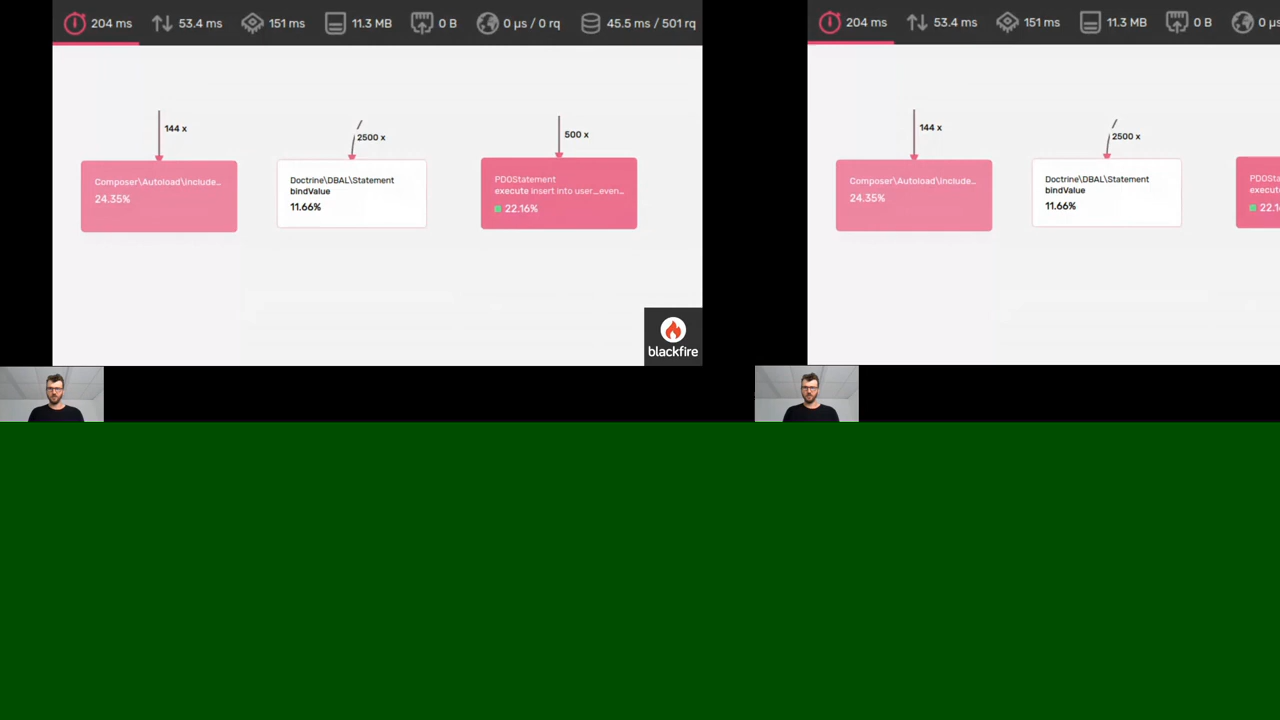 204 ms 53.4 ms 151 ms 11.3 MB 0 B 0 µs / 0 rq 45.5 ms / 501 rq
144 x
2500 x
500 x
Composer\Autoload\include…
24.35%
Doctrine\DBAL\Statement
bindValue
11.66%
PDOStatement
execute insert into user_even…
22.16%
blackfire
204 ms 53.4 ms 151 ms 11.3 MB 0 B 0 µs
144 x
2500 x
Composer\Autoload\include…
24.35%
Doctrine\DBAL\Statement
bindValue
11.66%
PDOSta
execute
22.1